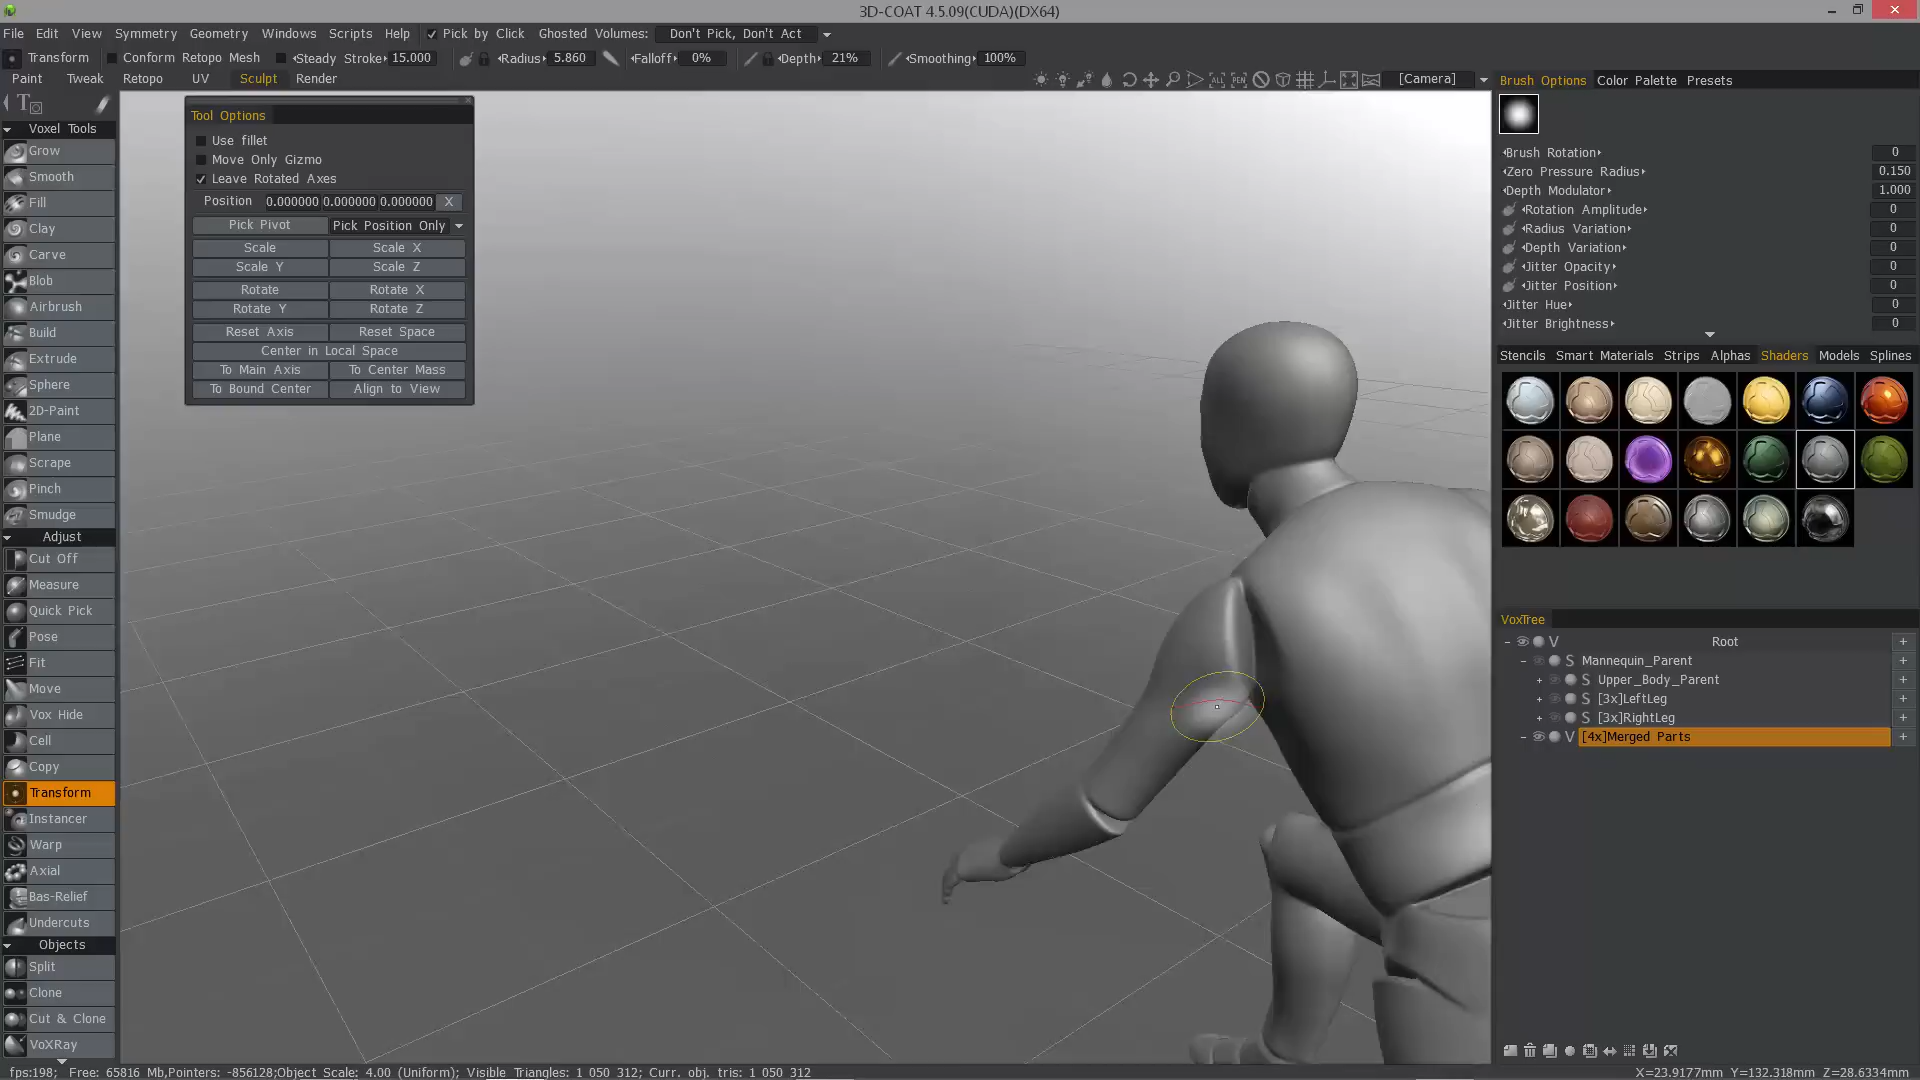 3D-COAT 4.5.09(CUDA)(DX64)
File Edit View Symmetry Geometry Windows Scripts Help Pick by Click Ghosted Volumes: Don't Pick, Don't Act
Transform Conform Retopo Mesh Steady Stroke 15.000 Radius 5.860 Falloff 0% Depth 21% Smoothing 100%
Paint Tweak Retopo UV Sculpt Render
[Camera]
Voxel Tools
Grow
Smooth
Fill
Clay
Carve
Blob
Airbrush
Build
Extrude
Sphere
2D-Paint
Plane
Scrape
Pinch
Smudge
Adjust
Cut Off
Measure
Quick Pick
Pose
Fit
Move
Vox Hide
Cell
Copy
Transform
Instancer
Warp
Axial
Bas-Relief
Undercuts
Objects
Split
Clone
Cut & Clone
VoXRay
Tool Options
Use fillet
Move Only Gizmo
Leave Rotated Axes
Position 0.000000 0.000000 0.000000 X
Pick Pivot Pick Position Only
Scale Scale X
Scale Y Scale Z
Rotate Rotate X
Rotate Y Rotate Z
Reset Axis Reset Space
Center in Local Space
To Main Axis To Center Mass
To Bound Center Align to View
Brush Options Color Palette Presets
Brush Rotation 0
Zero Pressure Radius 0.150
Depth Modulator 1.000
Rotation Amplitude 0
Radius Variation 0
Depth Variation 0
Jitter Opacity 0
Jitter Position 0
Jitter Hue 0
Jitter Brightness 0
Stencils Smart Materials Strips Alphas Shaders Models Splines
VoxTree
- V Root +
- S Mannequin_Parent +
+ S Upper_Body_Parent +
+ S [3x]LeftLeg +
+ S [3x]RightLeg +
- V [4x]Merged Parts +
fps:198; Free: 65816 Mb,Pointers: -856128;Object Scale: 4.00 (Uniform); Visible Triangles: 1 050 312; Curr. obj. tris: 1 050 312
X=23.9177mm Y=132.318mm Z=28.6334mm